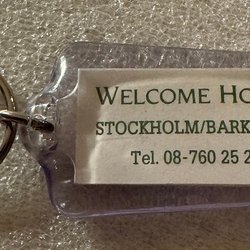 WELCOME HO
STOCKHOLM/BARK
Tel. 08-760 25 2